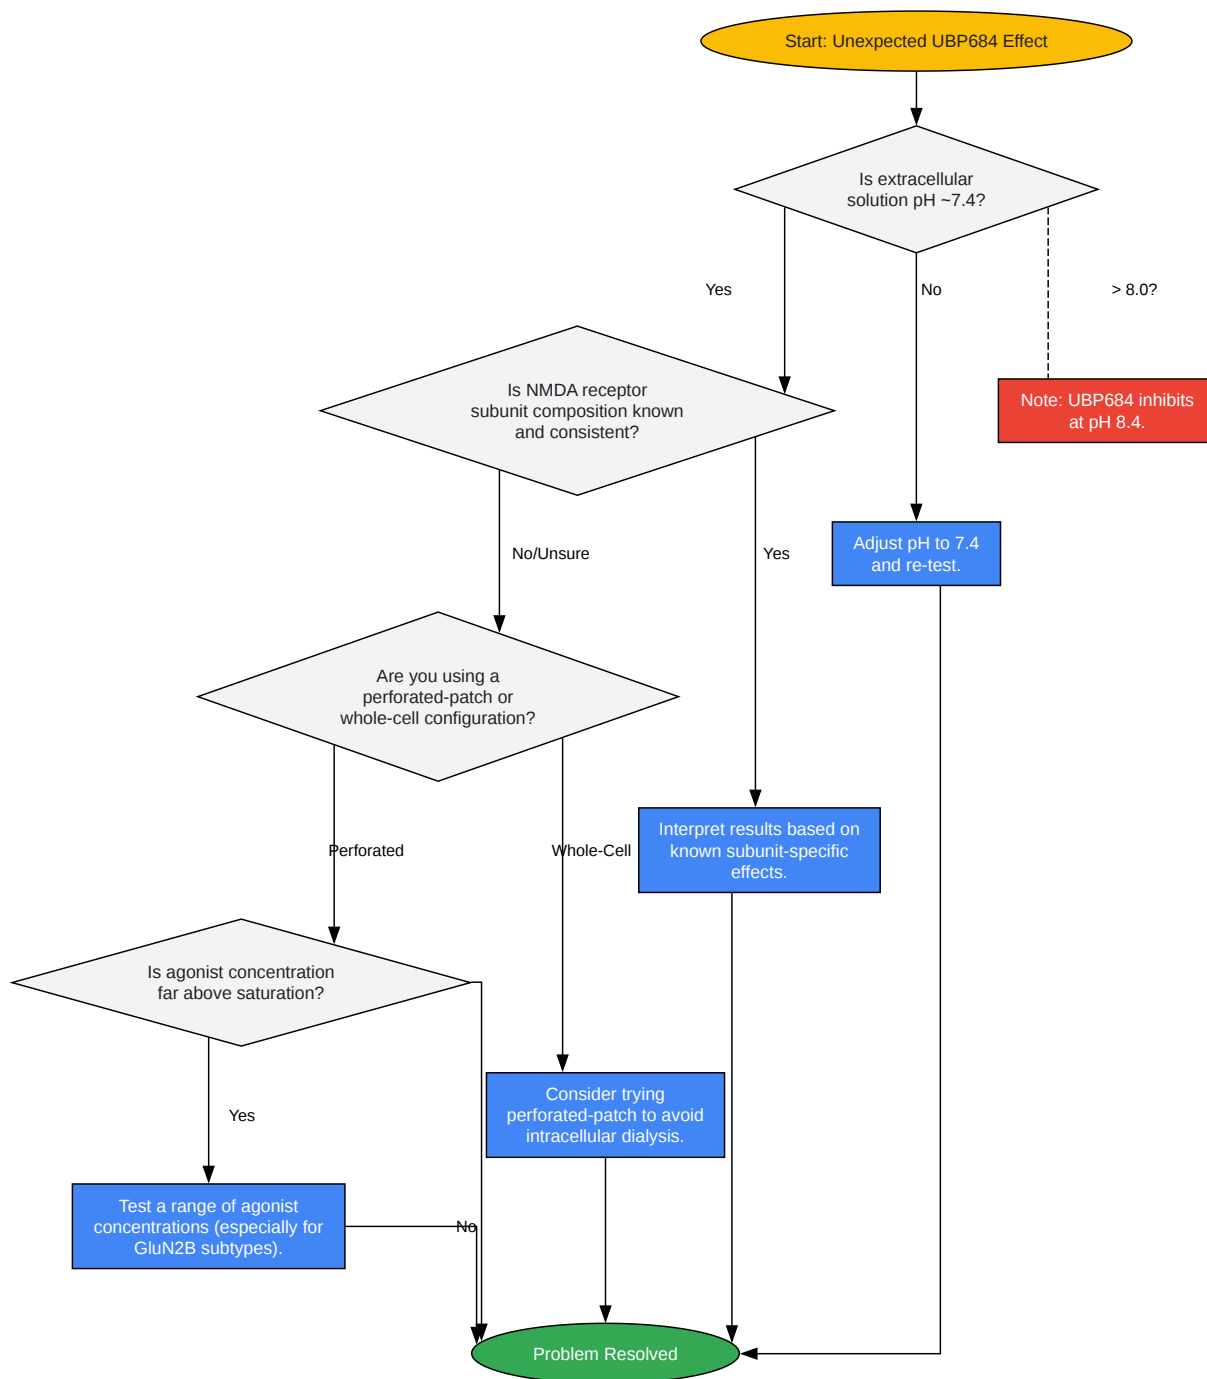 Start: Unexpected UBP684 Effect
Is extracellular
solution pH ~7.4?
Yes
No
> 8.0?
Is NMDA receptor
subunit composition known
and consistent?
Note: UBP684 inhibits
at pH 8.4.
No/Unsure
Yes
Adjust pH to 7.4
and re-test.
Are you using a
perforated-patch or
whole-cell configuration?
Perforated
Whole-Cell
Interpret results based on
known subunit-specific
effects.
Is agonist concentration
far above saturation?
Yes
Consider trying
perforated-patch to avoid
intracellular dialysis.
Test a range of agonist
concentrations (especially for
GluN2B subtypes).
No
Problem Resolved